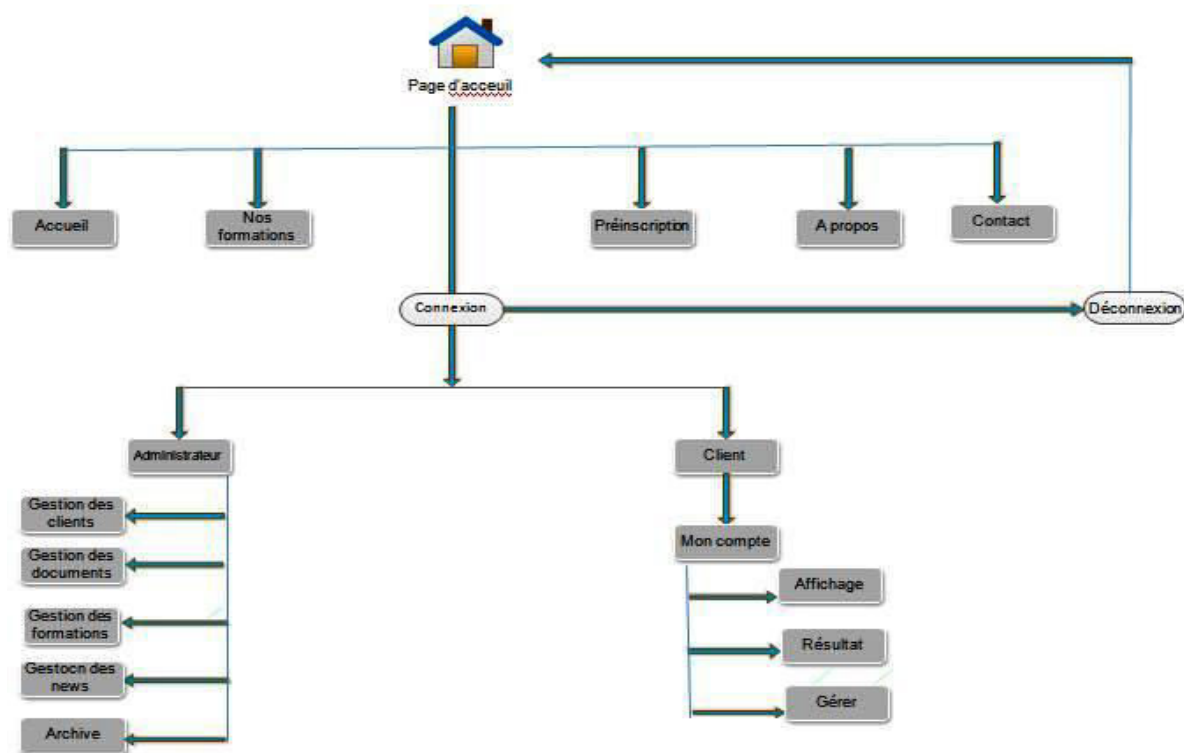 Page d'acceuil
Accueil
Nos
formations
Préinscription
A propos
Contact
Connexion
Déconnexion
Administrateur
Client
Gestion des
clients
Gestion des
documents
Gestion des
formations
Gestocn des
news
Archive
Mon compte
Affichage
Résultat
Gérer